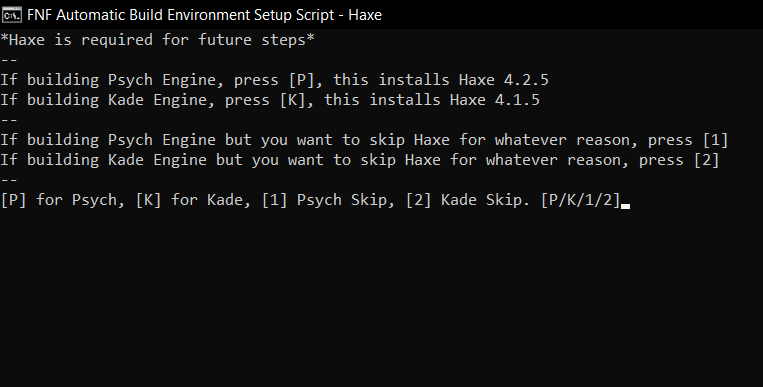 C:\. FNF Automatic Build Environment Setup Script - Haxe
*Haxe is required for future steps*
--
If building Psych Engine, press [P], this installs Haxe 4.2.5
If building Kade Engine, press [K], this installs Haxe 4.1.5
--
If building Psych Engine but you want to skip Haxe for whatever reason, press [1]
If building Kade Engine but you want to skip Haxe for whatever reason, press [2]
--
[P] for Psych, [K] for Kade, [1] Psych Skip, [2] Kade Skip. [P/K/1/2]